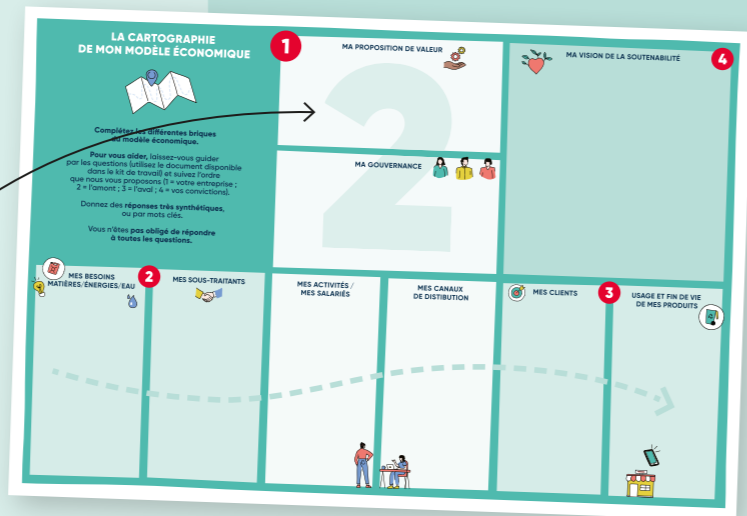 LA CARTOGRAPHIE
DE MON MODÈLE ÉCONOMIQUE
Complétez les différentes briques
du modèle économique.
Pour vous aider, laissez-vous guider
par les questions (utilisez le document disponible
dans le kit de travail) et suivez l'ordre
que nous vous proposons (1 = votre entreprise ;
2 = l'amont ; 3 = l'aval ; 4 = vos convictions).
Donnez des réponses très synthétiques,
ou par mots clés.
Vous n'êtes pas obligé de répondre
à toutes les questions.
1
MA PROPOSITION DE VALEUR
2
MA GOUVERNANCE
MA VISION DE LA SOUTENABILITÉ
4
MES BESOINS
MATIÈRES/ÉNERGIES/EAU
2
MES SOUS-TRAITANTS
MES ACTIVITÉS /
MES SALARIÉS
MES CANAUX
DE DISTIBUTION
MES CLIENTS
3
USAGE ET FIN DE VIE
DE MES PRODUITS